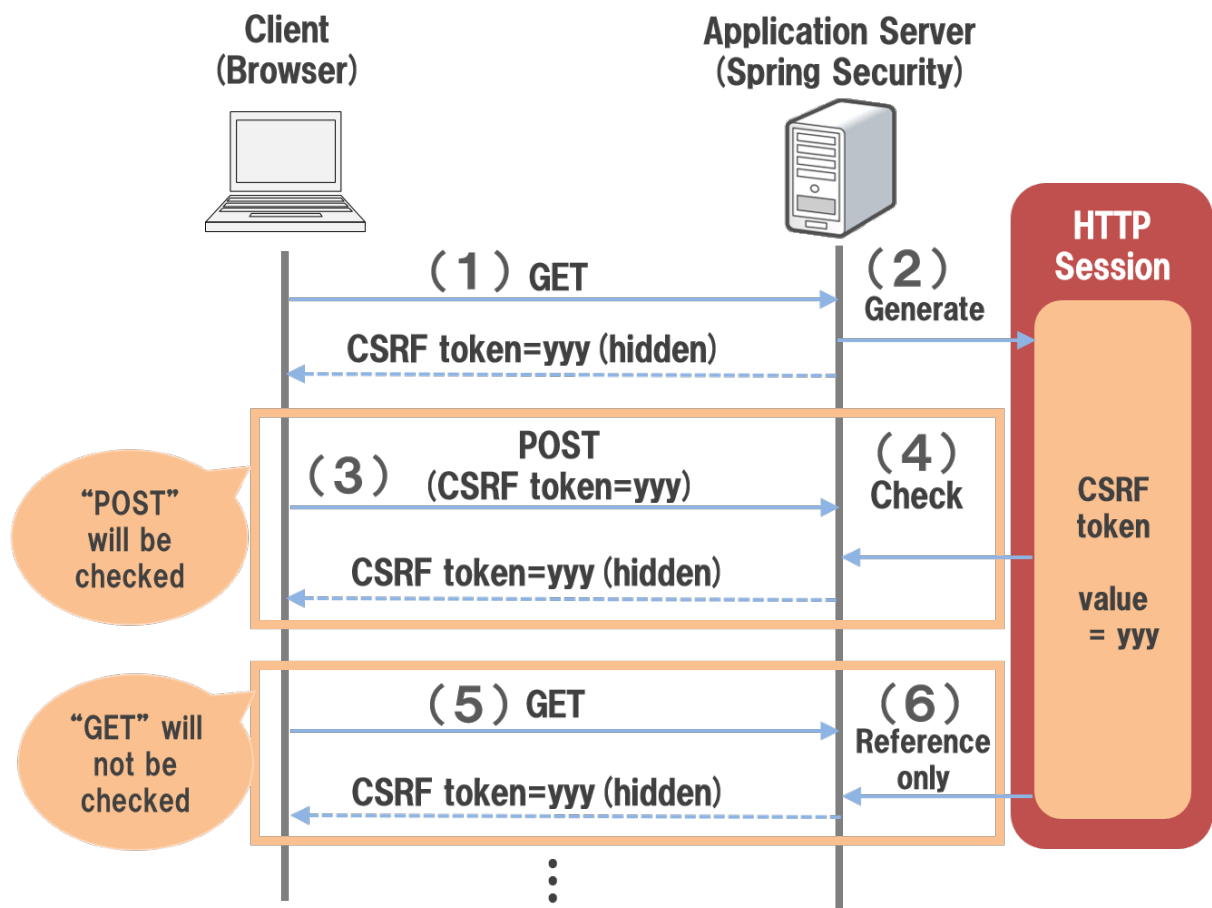 Client
(Browser)
Application Server
(Spring Security)
HTTP
Session
(1) GET
(2)
Generate
CSRF token=yyy (hidden)
“POST”
will be
checked
(3)
POST
(CSRF token=yyy)
(4)
Check
CSRF token=yyy (hidden)
CSRF
token
value
= yyy
“GET” will
not be
checked
(5) GET
(6)
Reference
only
CSRF token=yyy (hidden)